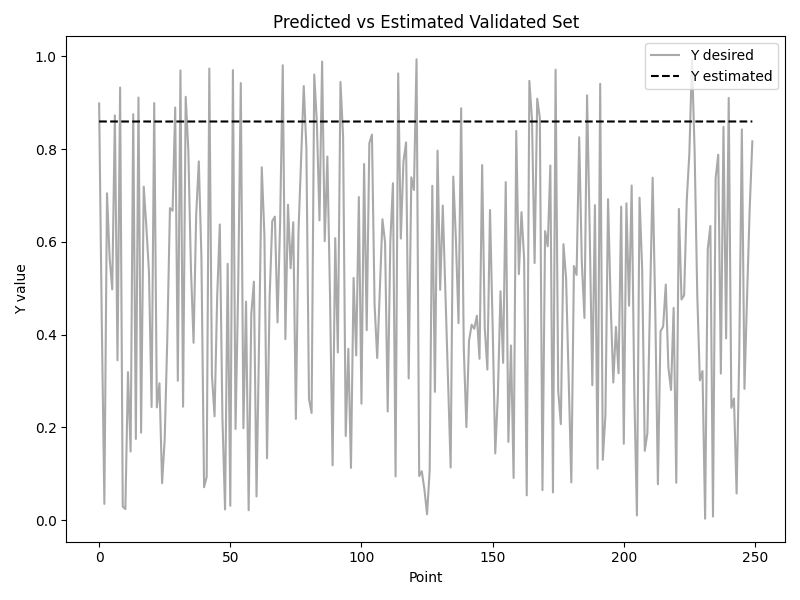 Predicted vs Estimated Validated Set
Y desired
Y estimated
1.0
0.8
0.6
0.4
0.2
0.0
Y value
0 50 100 150 200 250
Point